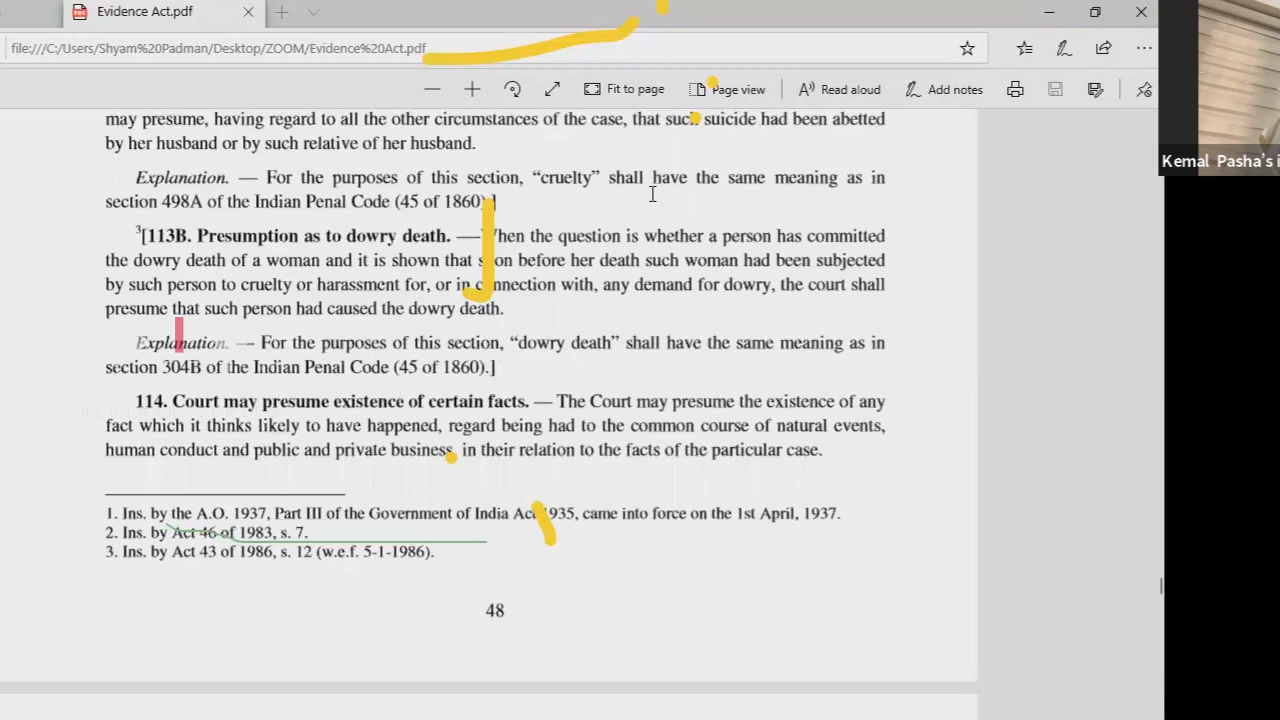 Evidence Act.pdf
file:///C:/Users/Shyam%20Padman/Desktop/ZOOM/Evidence%20Act.pdf
Fit to page
Page view
Read aloud
Add notes
may presume, having regard to all the other circumstances of the case, that such suicide had been abetted
by her husband or by such relative of her husband.
Kemal Pasha's i
Explanation. — For the purposes of this section, “cruelty” shall have the same meaning as in
section 498A of the Indian Penal Code (45 of 1860).]
3[113B. Presumption as to dowry death. —When the question is whether a person has committed
the dowry death of a woman and it is shown that soon before her death such woman had been subjected
by such person to cruelty or harassment for, or in connection with, any demand for dowry, the court shall
presume that such person had caused the dowry death.
Explanation. — For the purposes of this section, “dowry death” shall have the same meaning as in
section 304B of the Indian Penal Code (45 of 1860).]
114. Court may presume existence of certain facts. — The Court may presume the existence of any
fact which it thinks likely to have happened, regard being had to the common course of natural events,
human conduct and public and private business, in their relation to the facts of the particular case.
1. Ins. by the A.O. 1937, Part III of the Government of India Act 1935, came into force on the 1st April, 1937.
2. Ins. by Act 46 of 1983, s. 7.
3. Ins. by Act 43 of 1986, s. 12 (w.e.f. 5-1-1986).
48